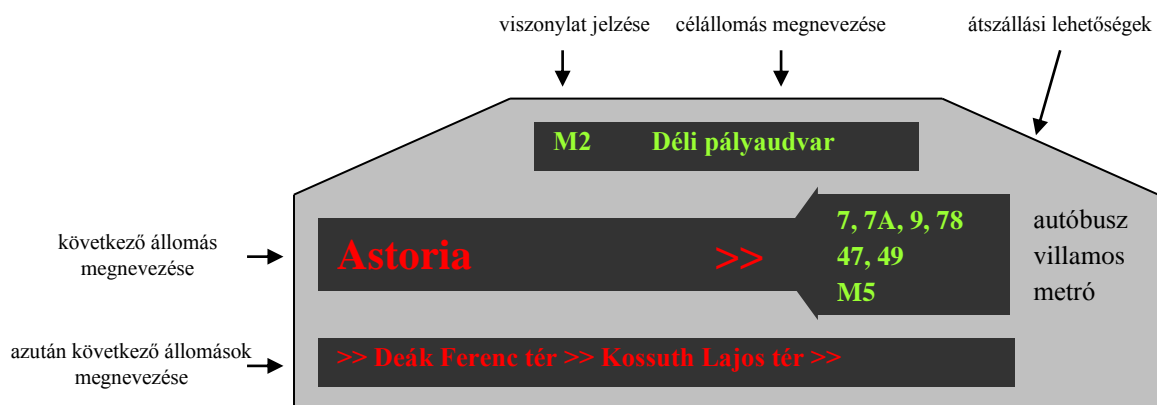 viszonylat jelzése
célállomás megnevezése
átszállási lehetőségek
M2 Déli pályaudvar
következő állomás
megnevezése
Astoria >>
7, 7A, 9, 78
47, 49
M5
autóbusz
villamos
metró
azután következő állomások
megnevezése
>> Deák Ferenc tér >> Kossuth Lajos tér >>